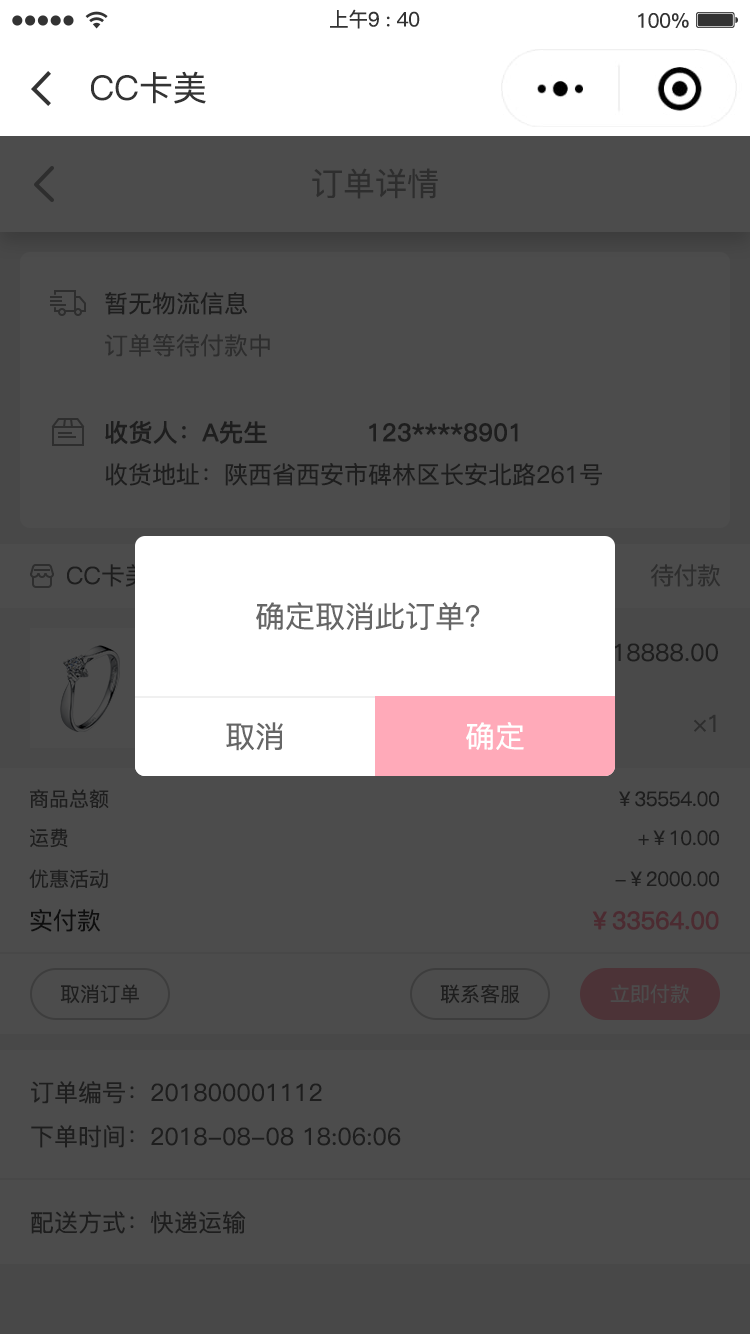 上午9 : 40
100%
CC卡美
订单详情
暂无物流信息
订单等待付款中
收货人：A先生 123****8901
收货地址：陕西省西安市碑林区长安北路261号
CC卡美
待付款
18888.00
×1
确定取消此订单?
取消 确定
商品总额 ￥35554.00
运费 +￥10.00
优惠活动 –￥2000.00
实付款 ￥33564.00
取消订单 联系客服 立即付款
订单编号：201800001112
下单时间：2018–08–08 18:06:06
配送方式：快递运输